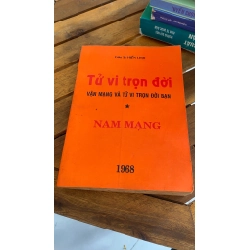 Tử vi trọn đời
VẬN MẠNG VÀ TỬ VI TRỌN ĐỜI BẠN
*
NAM MẠNG
1968